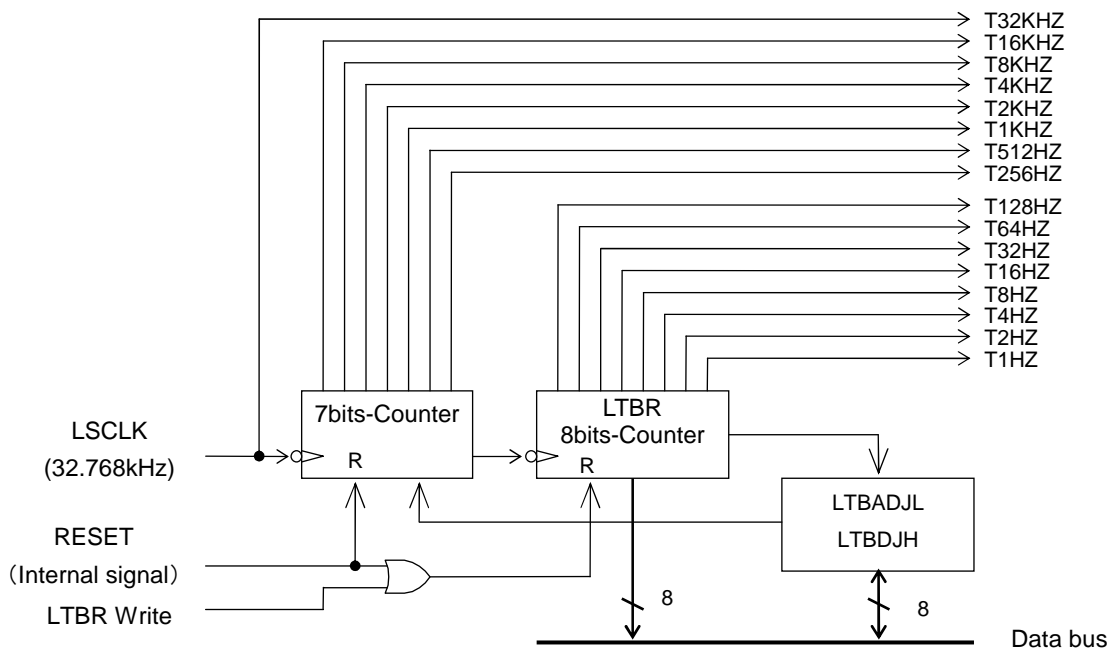 T32KHZ
T16KHZ
T8KHZ
T4KHZ
T2KHZ
T1KHZ
T512HZ
T256HZ
T128HZ
T64HZ
T32HZ
T16HZ
T8HZ
T4HZ
T2HZ
T1HZ
7bits-Counter
R
LTBR
8bits-Counter
R
LSCLK
(32.768kHz)
LTBADJL
LTBDJH
RESET
（Internal signal）
LTBR Write
8
8
Data bus